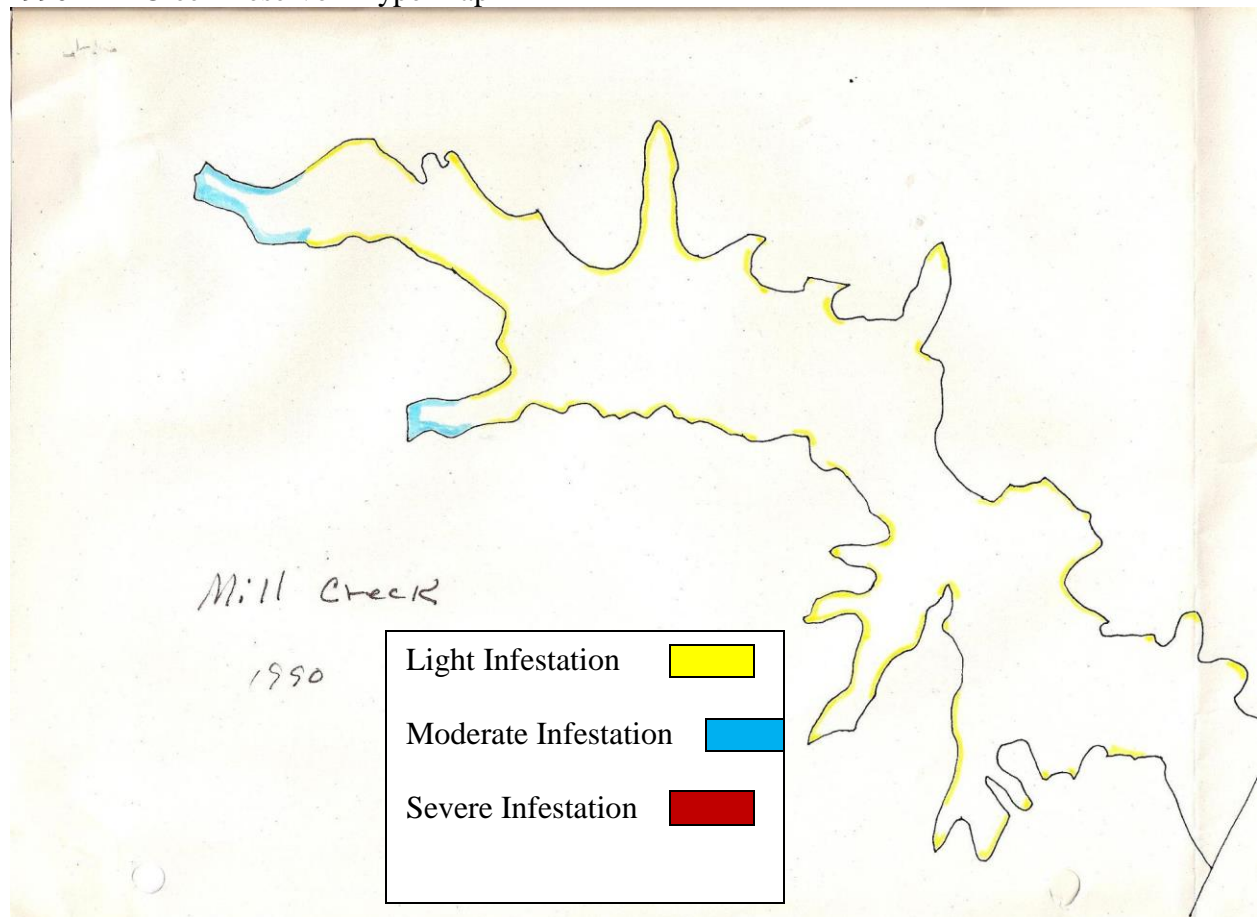 Mill Creek
1990
Light Infestation
Moderate Infestation
Severe Infestation